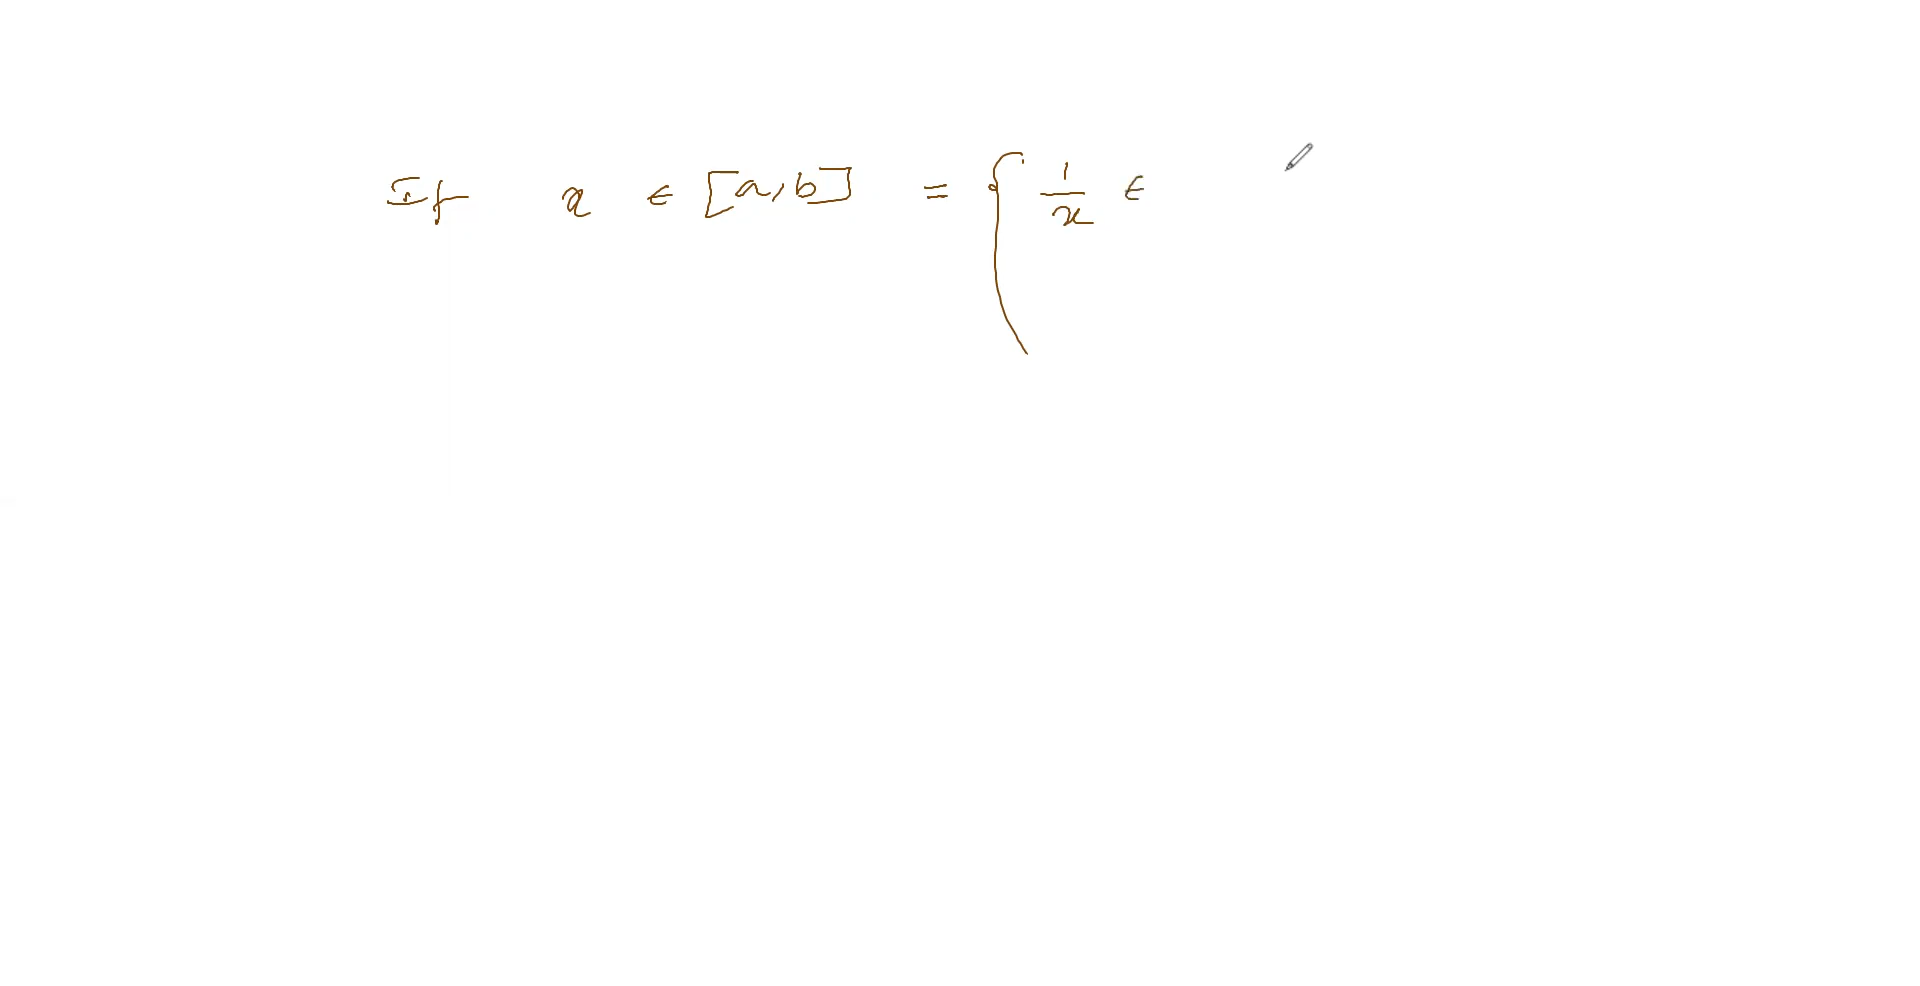 If x ∈ [a,b] = { 1/x ∈